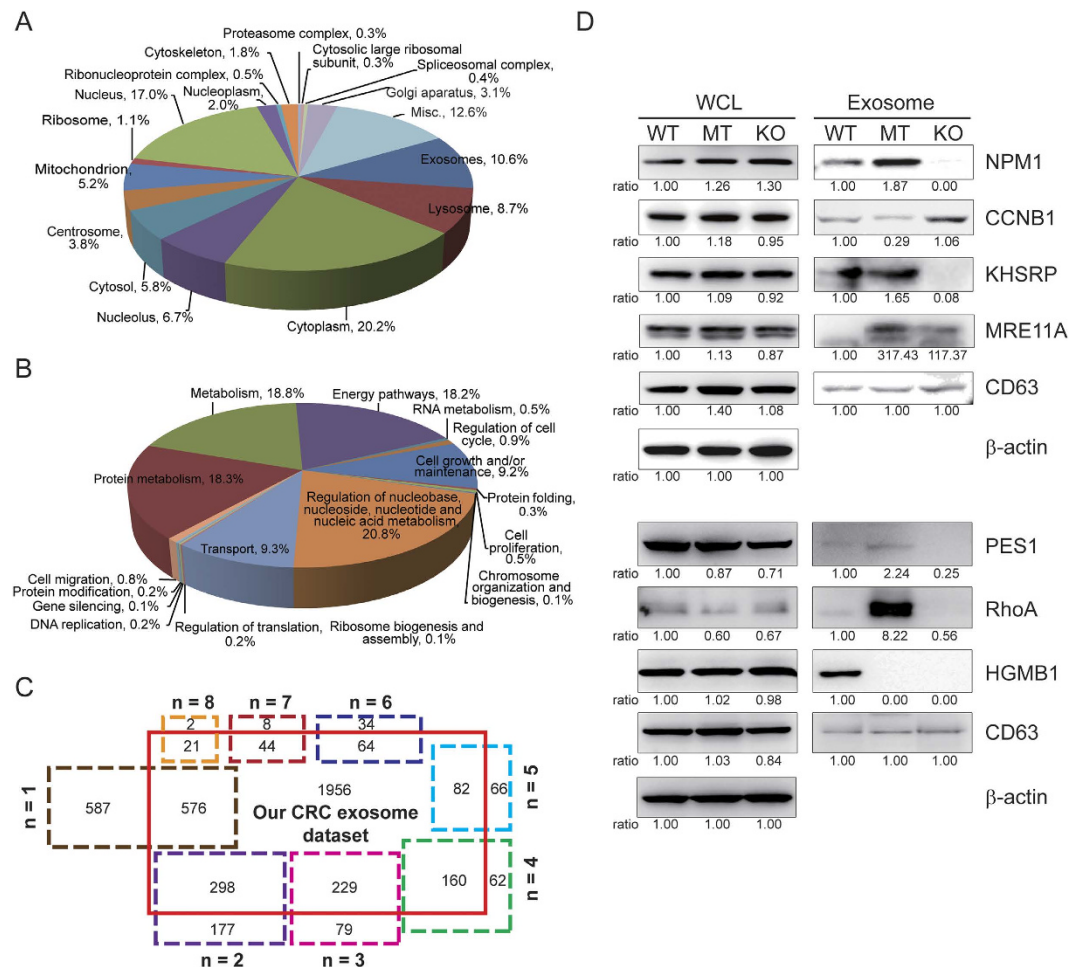 A
Proteasome complex, 0.3%
Cytoskeleton, 1.8%
Cytosolic large ribosomal
subunit, 0.3%
Spliceosomal complex,
0.4%
Ribonucleoprotein complex, 0.5%
Nucleoplasm,
2.0%
Golgi aparatus, 3.1%
Nucleus, 17.0%
Misc., 12.6%
Ribosome, 1.1%
Exosomes, 10.6%
Mitochondrion,
5.2%
Lysosome, 8.7%
Centrosome,
3.8%
Cytosol, 5.8%
Nucleolus, 6.7%
Cytoplasm, 20.2%
B
Metabolism, 18.8%
Energy pathways, 18.2%
RNA metabolism, 0.5%
Regulation of cell
cycle, 0.9%
Cell growth and/or
maintenance, 9.2%
Protein metabolism, 18.3%
Protein folding,
0.3%
Regulation of nucleobase,
nucleoside, nucleotide and
nucleic acid metabolism,
20.8%
Cell
proliferation,
0.5%
Transport, 9.3%
Chromosome
organization and
biogenesis, 0.1%
Cell migration, 0.8%
Protein modification, 0.2%
Gene silencing, 0.1%
DNA replication, 0.2%
Regulation of translation,
0.2%
Ribosome biogenesis and
assembly, 0.1%
C
n = 8 n = 7 n = 6
2 8 34
21 44 64
n = 1
587 576
1956
Our CRC exosome
dataset
82 66
n = 5
160 62
n = 4
298 229
177 79
n = 2 n = 3
D
WCL Exosome
WT MT KO WT MT KO
NPM1
ratio 1.00 1.26 1.30 1.00 1.87 0.00
CCNB1
ratio 1.00 1.18 0.95 1.00 0.29 1.06
KHSRP
ratio 1.00 1.09 0.92 1.00 1.65 0.08
MRE11A
ratio 1.00 1.13 0.87 1.00 317.43 117.37
CD63
ratio 1.00 1.40 1.08 1.00 1.00 1.00
β-actin
ratio 1.00 1.00 1.00
PES1
ratio 1.00 0.87 0.71 1.00 2.24 0.25
RhoA
ratio 1.00 0.60 0.67 1.00 8.22 0.56
HGMB1
ratio 1.00 1.02 0.98 1.00 0.00 0.00
CD63
ratio 1.00 1.03 0.84 1.00 1.00 1.00
β-actin
ratio 1.00 1.00 1.00